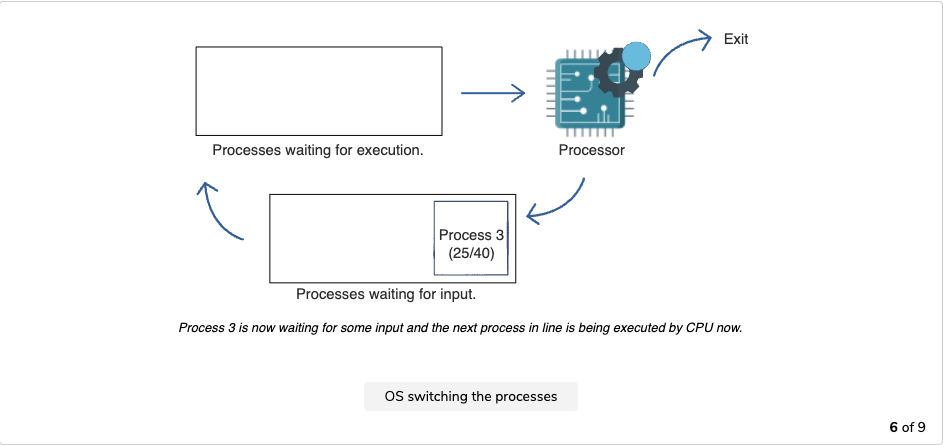 Exit
Processes waiting for execution.
Processor
Process 3
(25/40)
Processes waiting for input.
Process 3 is now waiting for some input and the next process in line is being executed by CPU now.
OS switching the processes
6 of 9